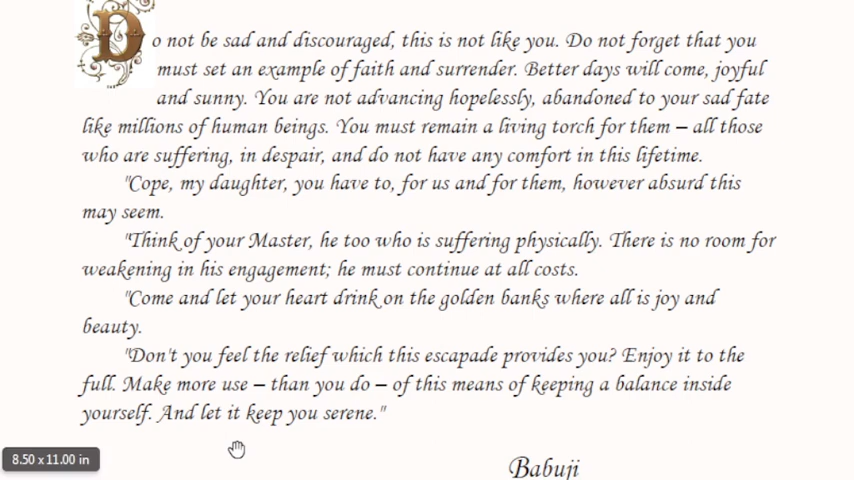 Do not be sad and discouraged, this is not like you. Do not forget that you
must set an example of faith and surrender. Better days will come, joyful
and sunny. You are not advancing hopelessly, abandoned to your sad fate
like millions of human beings. You must remain a living torch for them – all those
who are suffering, in despair, and do not have any comfort in this lifetime.
"Cope, my daughter, you have to, for us and for them, however absurd this
may seem.
"Think of your Master, he too who is suffering physically. There is no room for
weakening in his engagement; he must continue at all costs.
"Come and let your heart drink on the golden banks where all is joy and
beauty.
"Don't you feel the relief which this escapade provides you? Enjoy it to the
full. Make more use – than you do – of this means of keeping a balance inside
yourself. And let it keep you serene."
8.50 x 11.00 in
Babuji